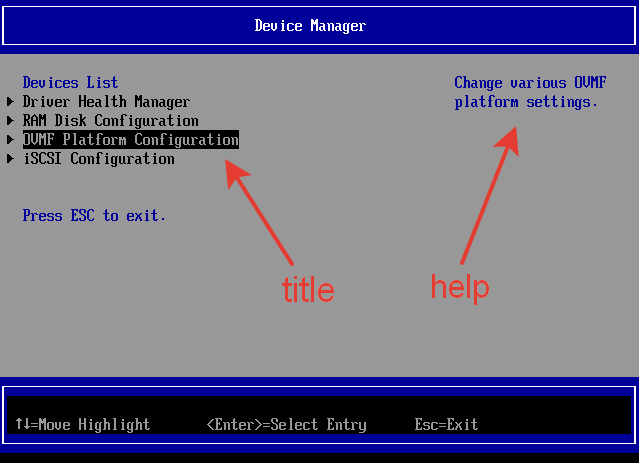 Device Manager
Devices List
Driver Health Manager
RAM Disk Configuration
OVMF Platform Configuration
iSCSI Configuration
Press ESC to exit.
Change various OVMF
platform settings.
title
help
↑↓=Move Highlight <Enter>=Select Entry Esc=Exit